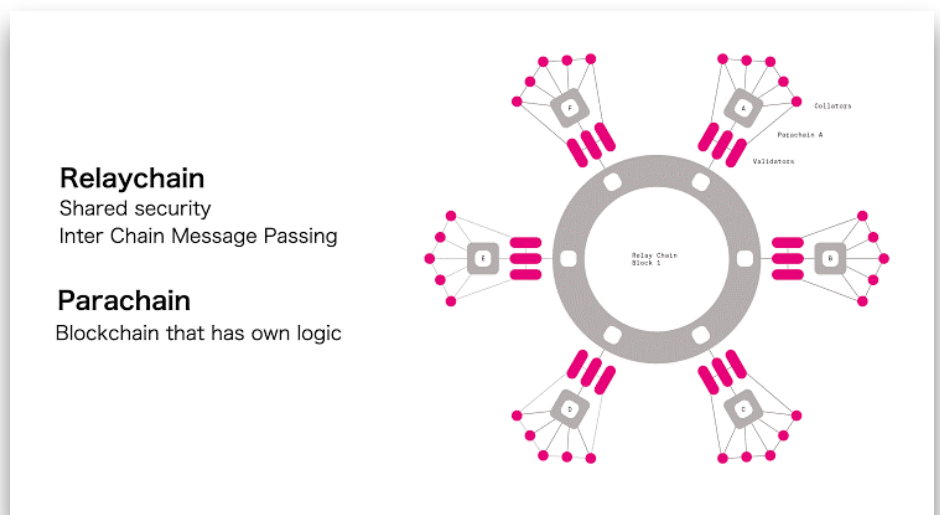 Relaychain
Shared security
Inter Chain Message Passing
Parachain
Blockchain that has own logic
F
A
Collators
Parachain A
Validators
E
Relay Chain
Block 1
B
D
C